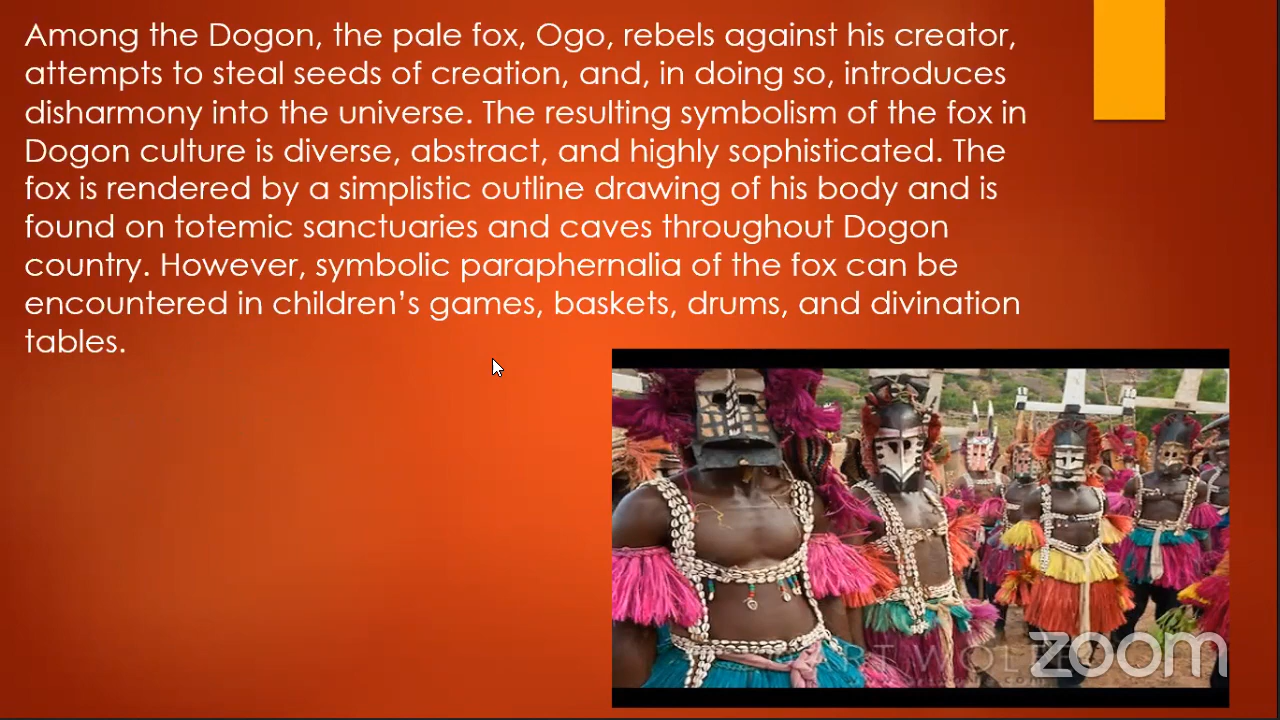 Among the Dogon, the pale fox, Ogo, rebels against his creator,
attempts to steal seeds of creation, and, in doing so, introduces
disharmony into the universe. The resulting symbolism of the fox in
Dogon culture is diverse, abstract, and highly sophisticated. The
fox is rendered by a simplistic outline drawing of his body and is
found on totemic sanctuaries and caves throughout Dogon
country. However, symbolic paraphernalia of the fox can be
encountered in children's games, baskets, drums, and divination
tables.
zoom